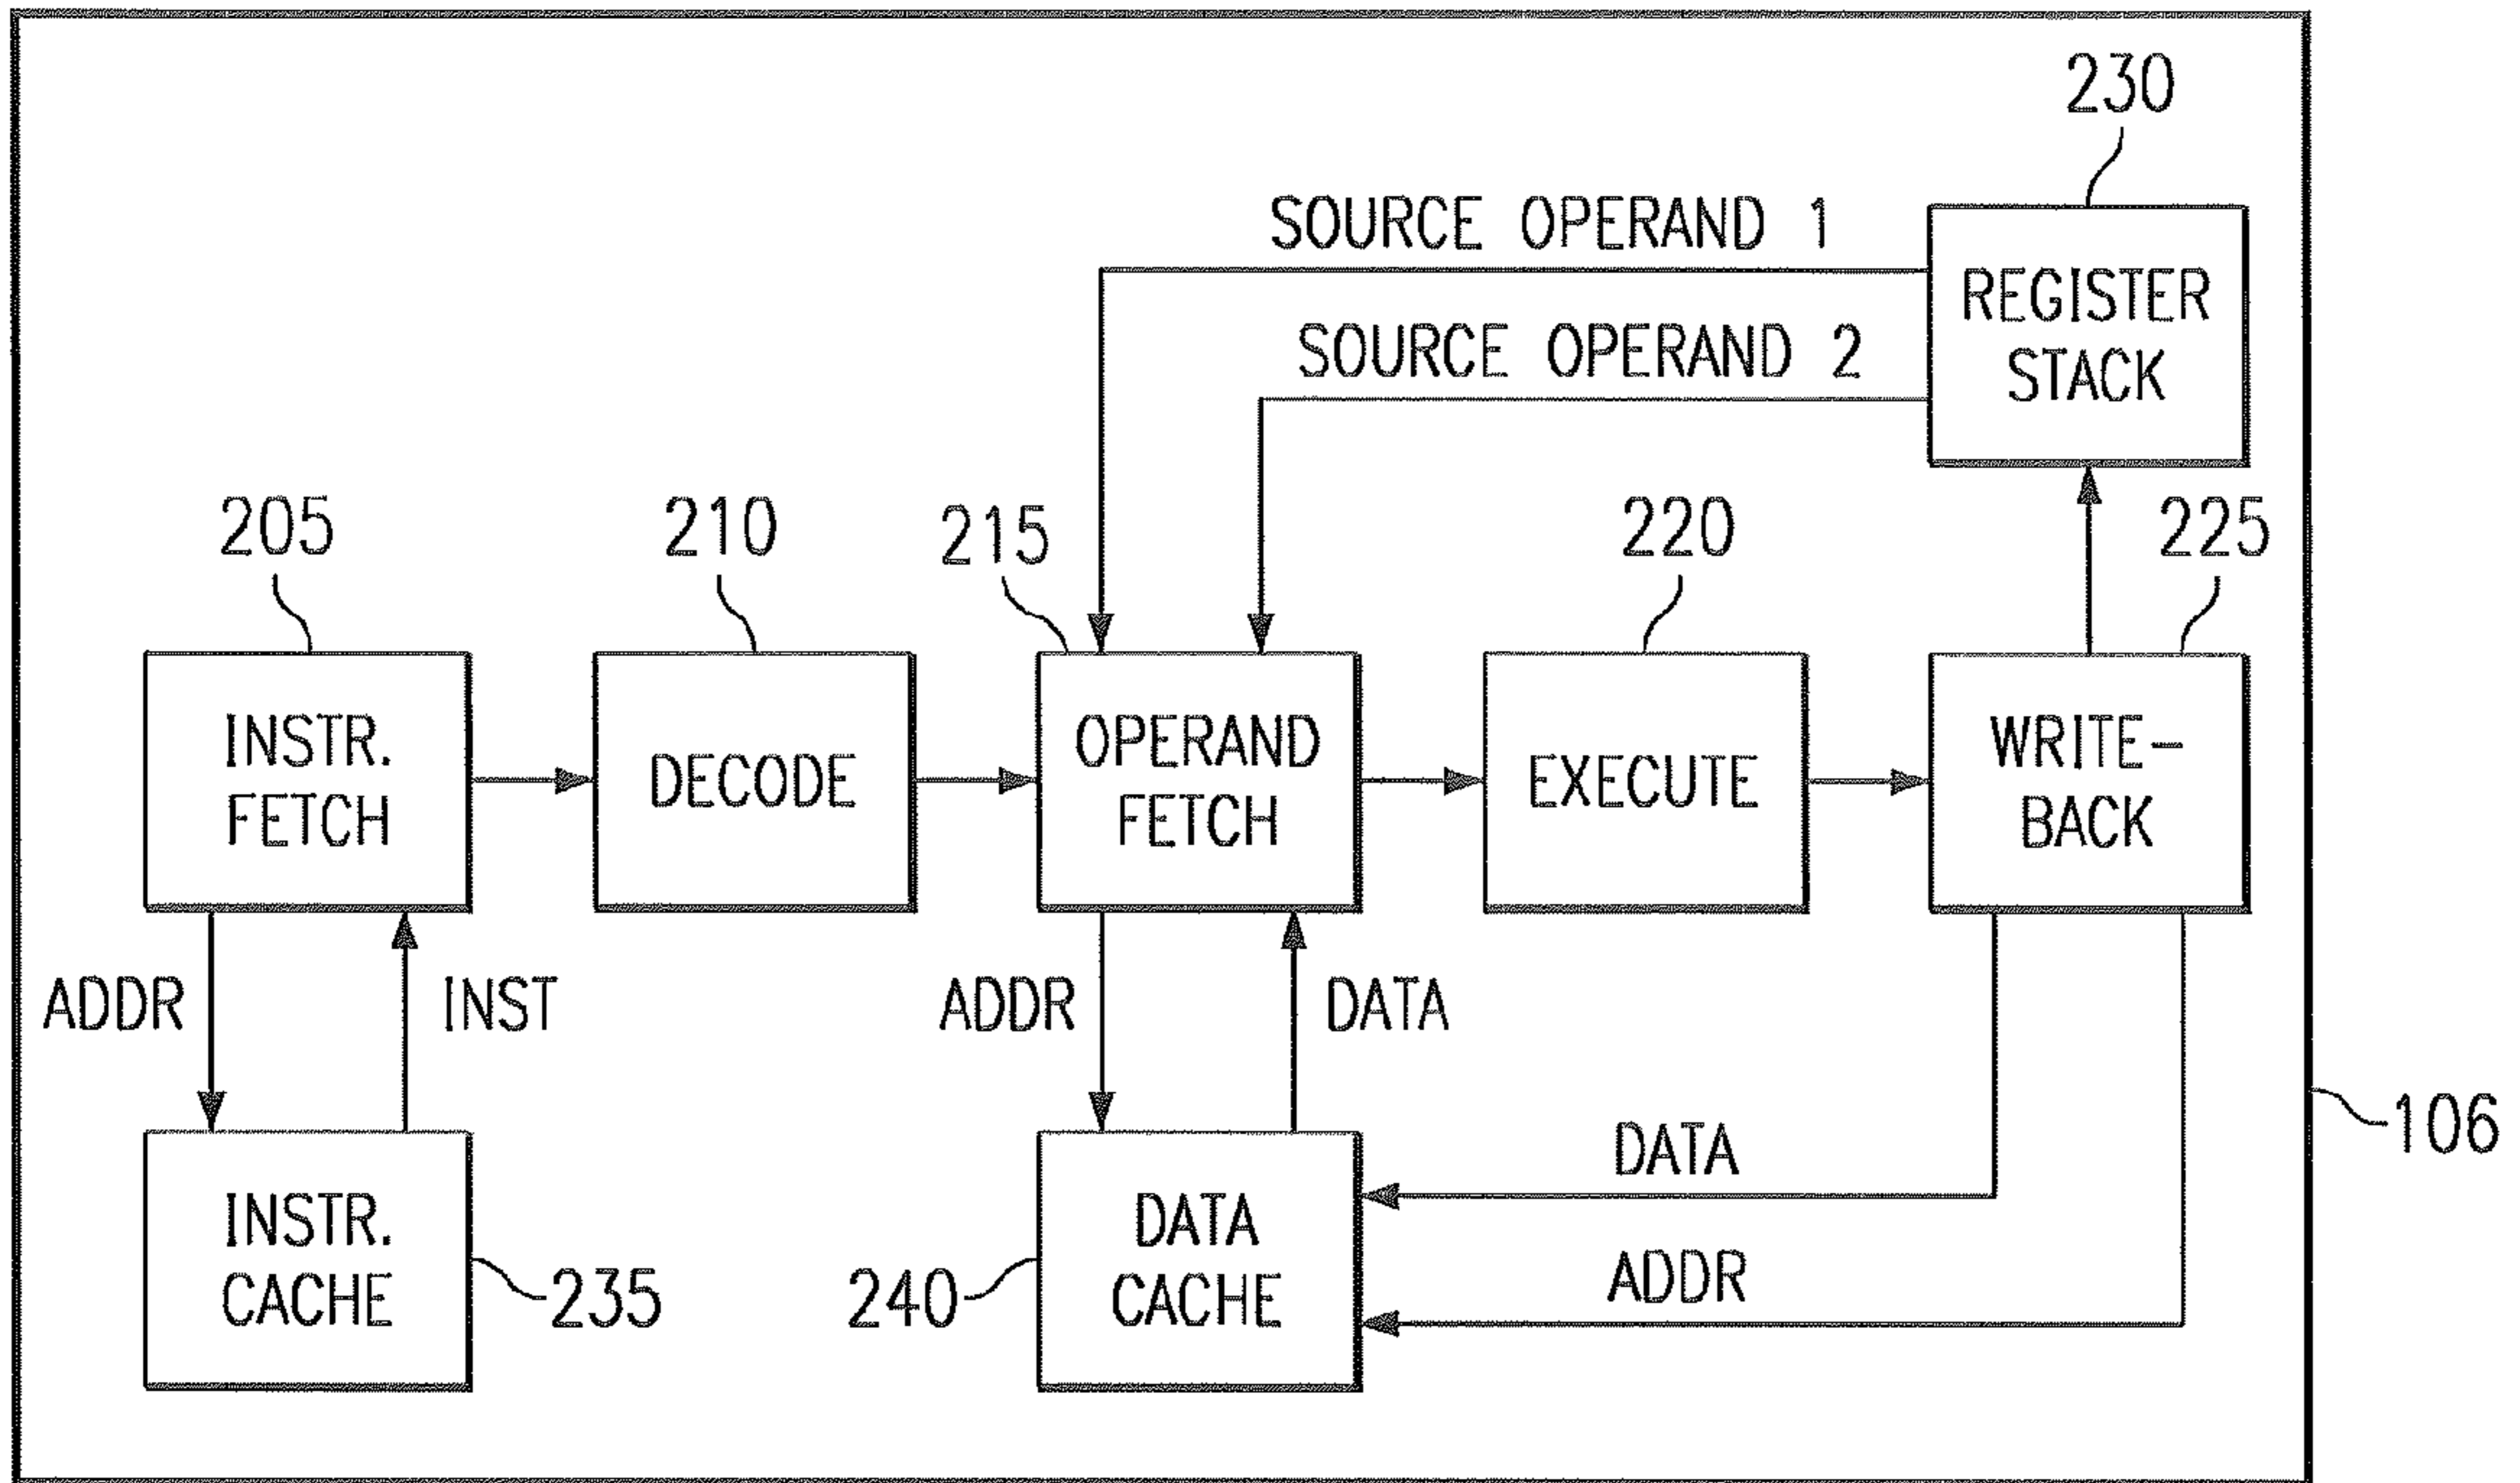 230
SOURCE OPERAND 1
REGISTER
STACK
SOURCE OPERAND 2
205
210
215
220
225
INSTR.
FETCH
DECODE
OPERAND
FETCH
EXECUTE
WRITE-
BACK
ADDR
INST
ADDR
DATA
106
DATA
INSTR.
CACHE
235
240
DATA
CACHE
ADDR